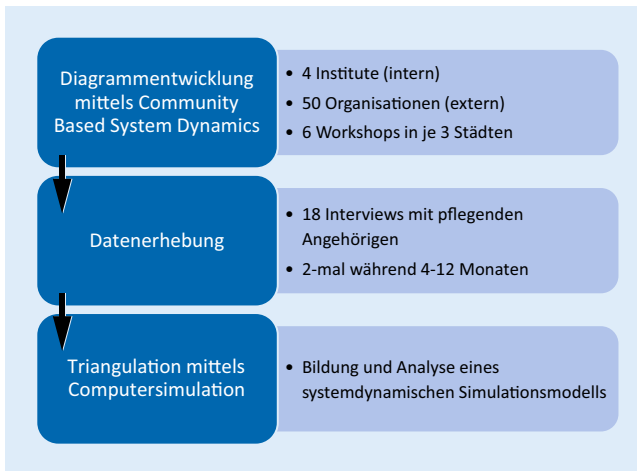 Diagrammentwicklung
mittels Community
Based System Dynamics
• 4 Institute (intern)
• 50 Organisationen (extern)
• 6 Workshops in je 3 Städten
Datenerhebung
• 18 Interviews mit pflegenden
Angehörigen
• 2-mal während 4-12 Monaten
Triangulation mittels
Computersimulation
• Bildung und Analyse eines
systemdynamischen Simulationsmodells